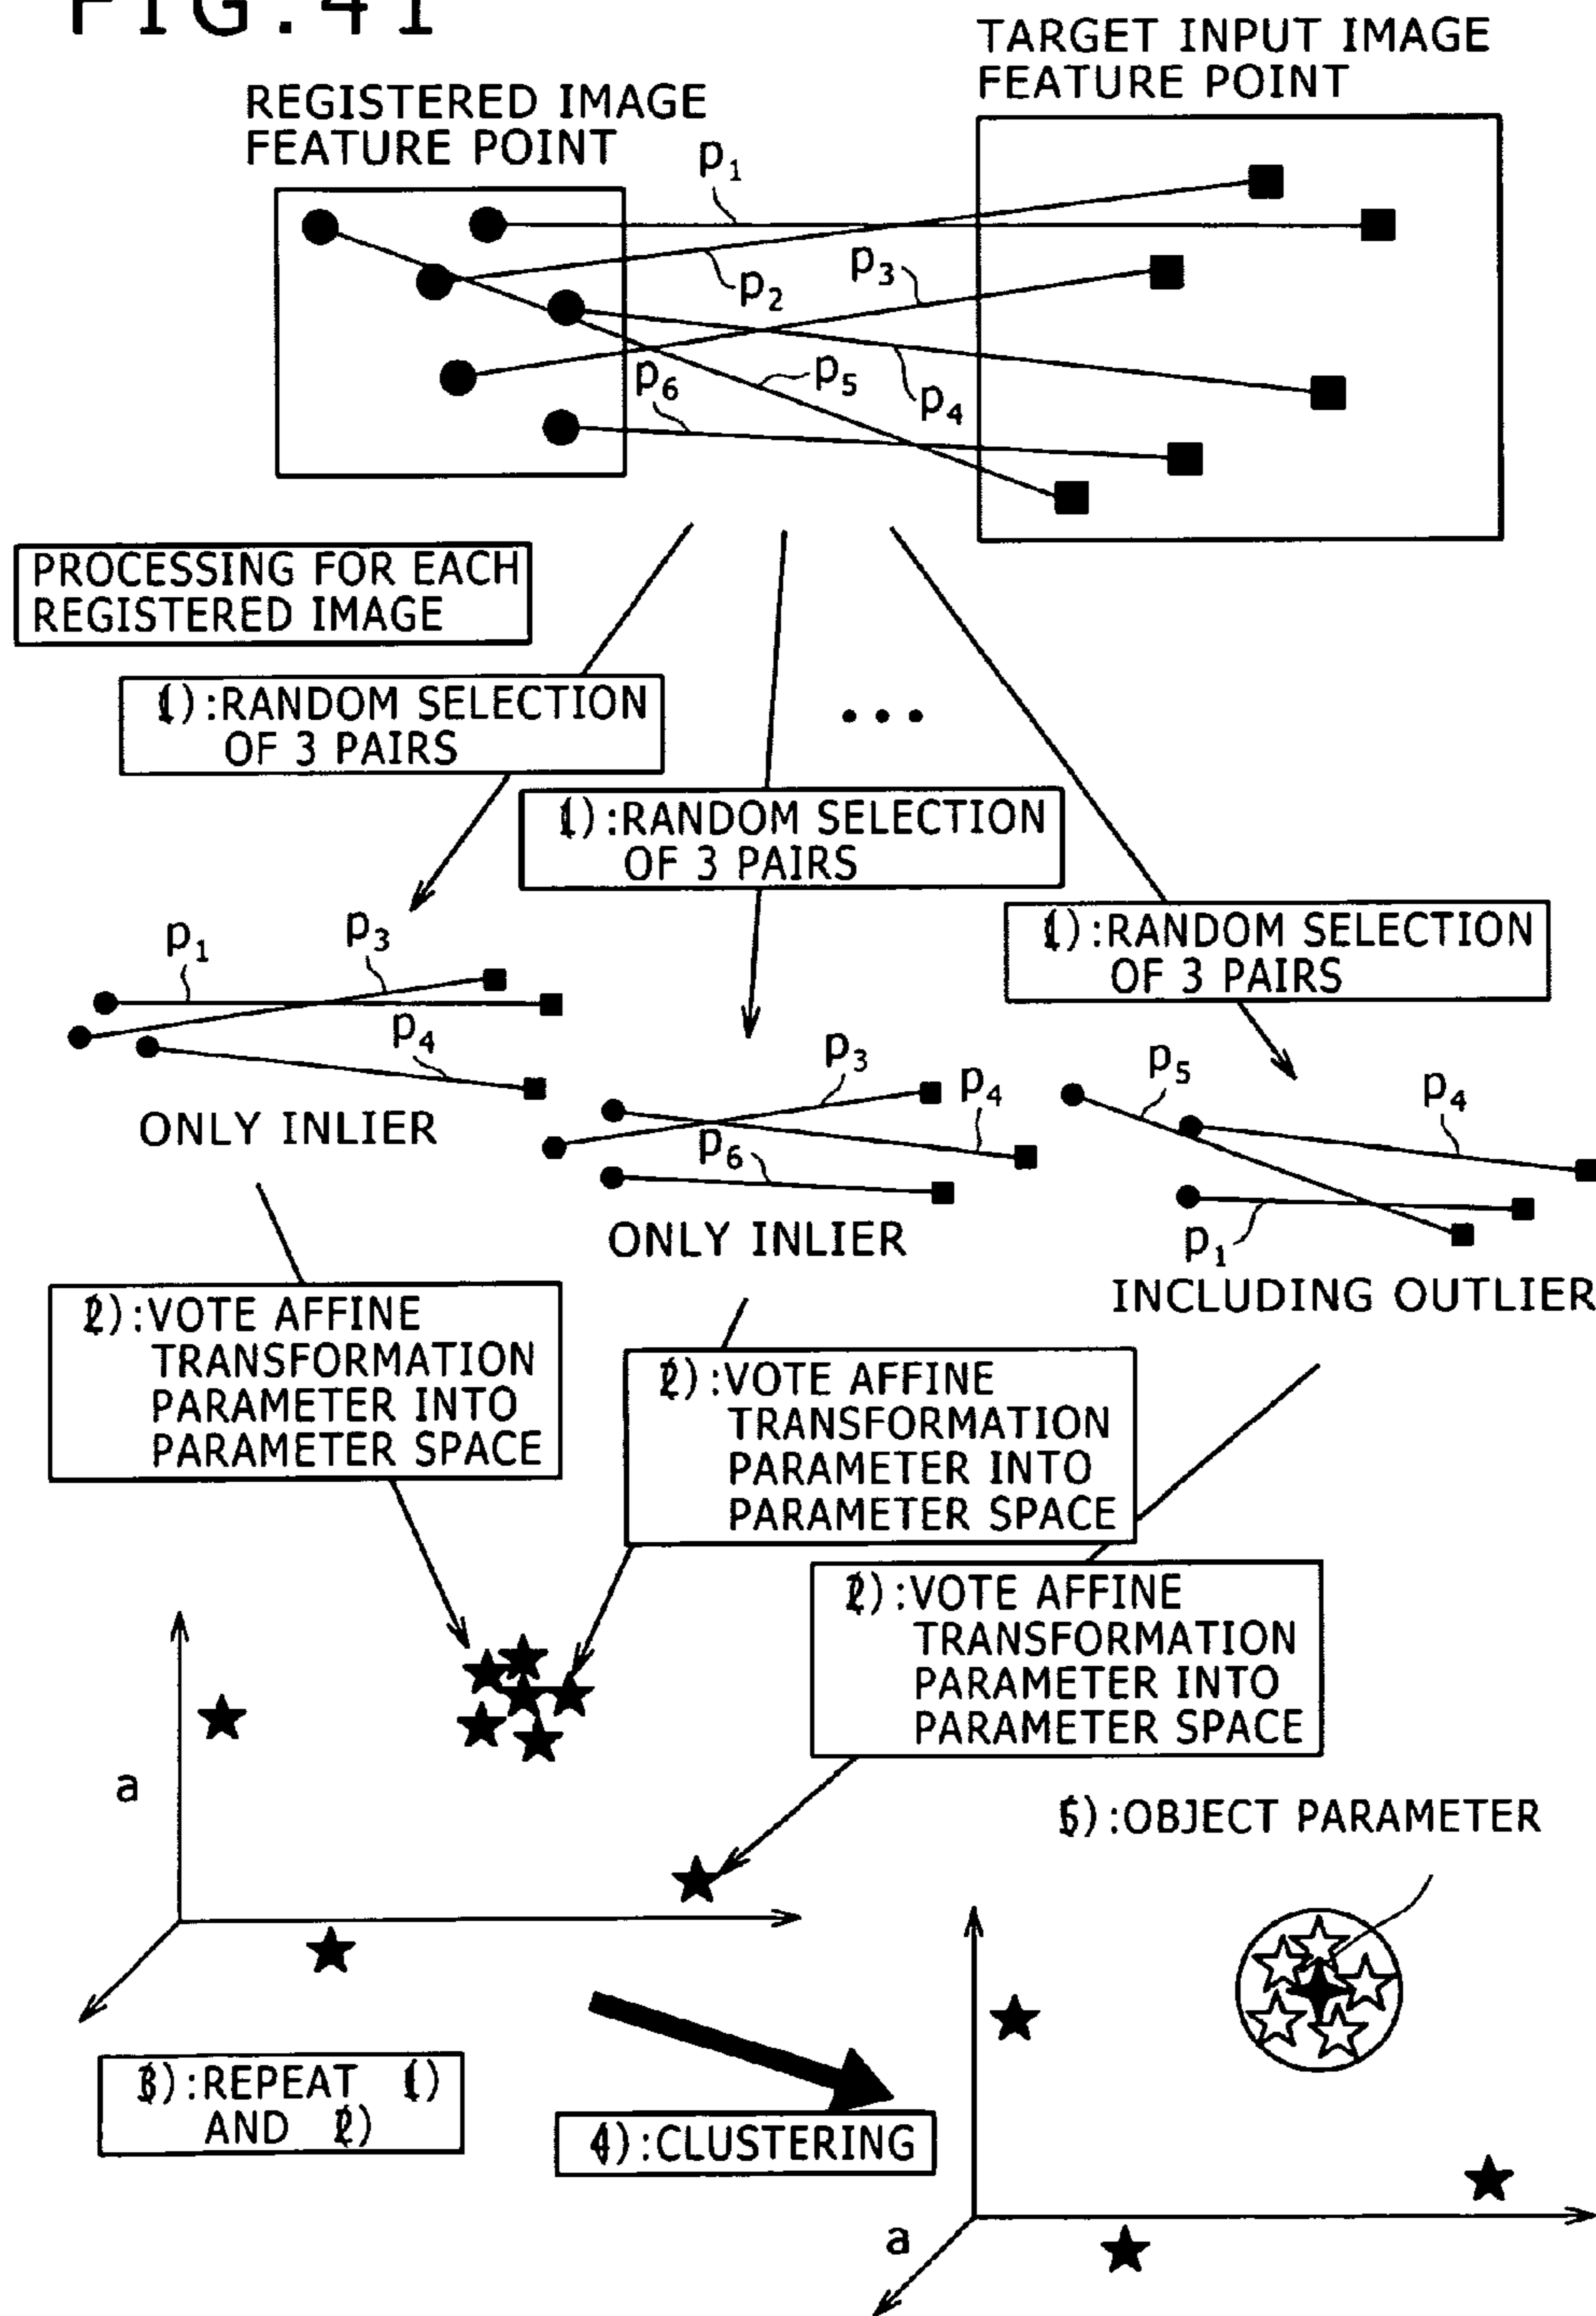 FIG.41
TARGET INPUT IMAGE
FEATURE POINT
REGISTERED IMAGE
FEATURE POINT
p1
p2
p3
p4
p5
p6
PROCESSING FOR EACH
REGISTERED IMAGE
1):RANDOM SELECTION
OF 3 PAIRS
...
1):RANDOM SELECTION
OF 3 PAIRS
1):RANDOM SELECTION
OF 3 PAIRS
p1
p3
p4
ONLY INLIER
p3
p4
p6
ONLY INLIER
p5
p4
p1
INCLUDING OUTLIER
2):VOTE AFFINE
TRANSFORMATION
PARAMETER INTO
PARAMETER SPACE
2):VOTE AFFINE
TRANSFORMATION
PARAMETER INTO
PARAMETER SPACE
2):VOTE AFFINE
TRANSFORMATION
PARAMETER INTO
PARAMETER SPACE
a
5):OBJECT PARAMETER
3):REPEAT 1)
AND 2)
4):CLUSTERING
a